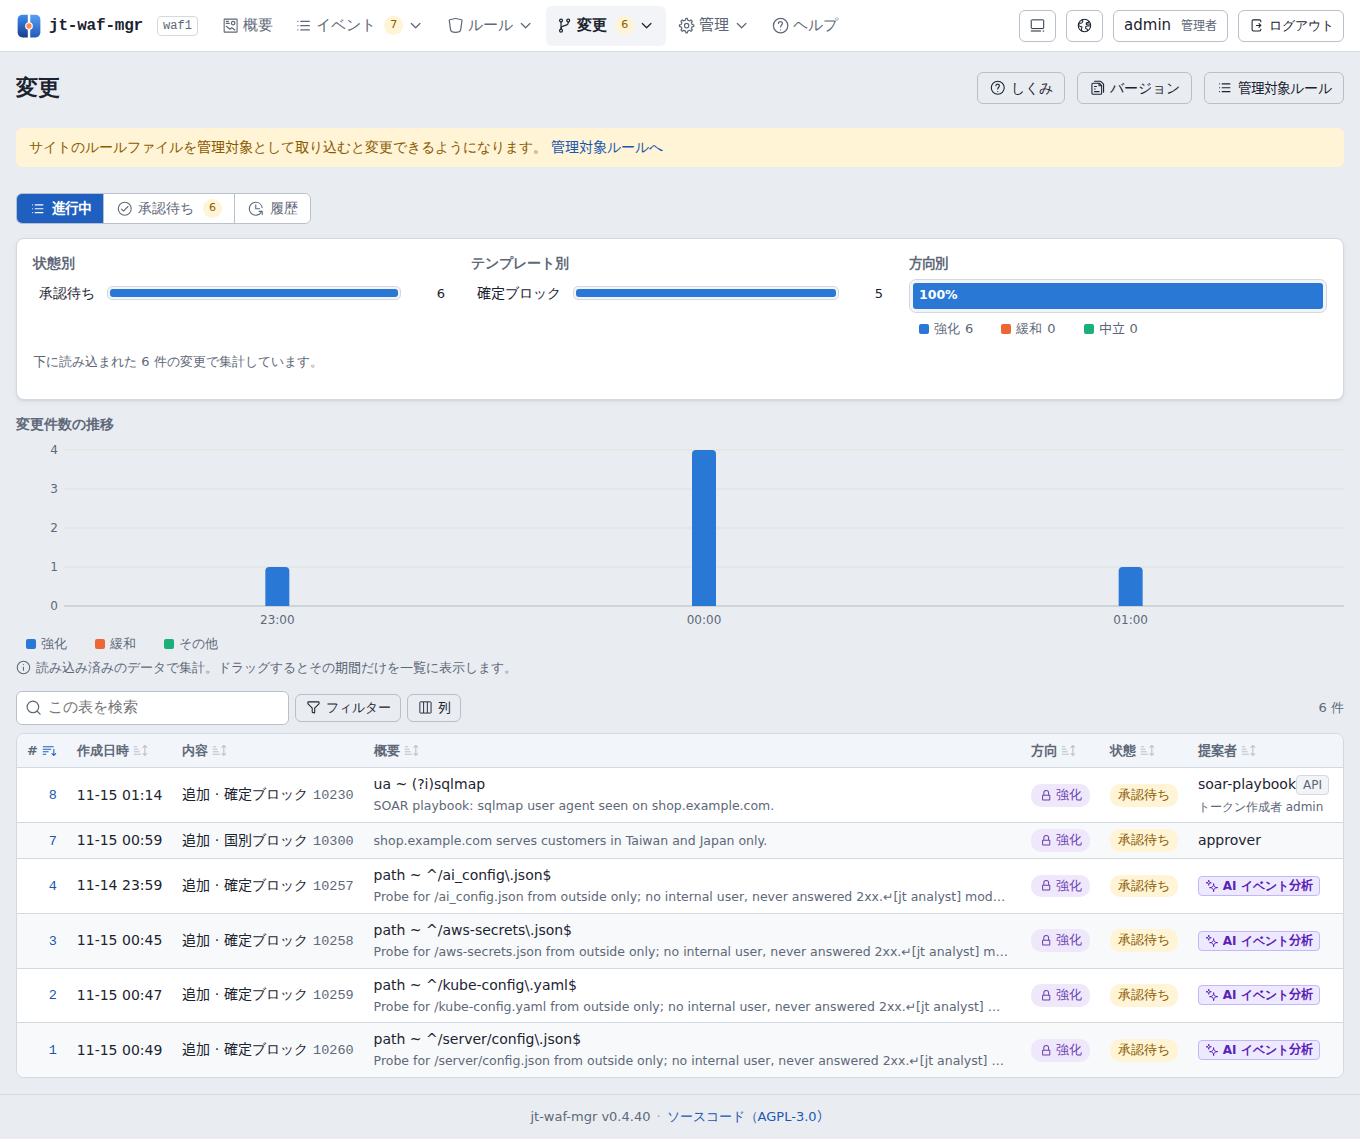 jt-waf-mgr waf1 概要 イベント 7 ルール 変更 6 管理 ヘルプ admin 管理者 ログアウト
変更 しくみ バージョン 管理対象ルール
サイトのルールファイルを管理対象として取り込むと変更できるようになります。 管理対象ルールへ
進行中 承認待ち 6 履歴
状態別 テンプレート別 方向別
承認待ち 6 確定ブロック 5 100%
強化 6 緩和 0 中立 0
下に読み込まれた 6 件の変更で集計しています。
変更件数の推移
4
3
2
1
0
23:00 00:00 01:00
強化 緩和 その他
読み込み済みのデータで集計。ドラッグするとその期間だけを一覧に表示します。
この表を検索 フィルター 列 6 件
# 作成日時 内容 概要 方向 状態 提案者
8 11-15 01:14 追加 · 確定ブロック 10230 ua ~ (?i)sqlmap 強化 承認待ち soar-playbook API
SOAR playbook: sqlmap user agent seen on shop.example.com. トークン作成者 admin
7 11-15 00:59 追加 · 国別ブロック 10300 shop.example.com serves customers in Taiwan and Japan only. 強化 承認待ち approver
4 11-14 23:59 追加 · 確定ブロック 10257 path ~ ^/ai_config\.json$ 強化 承認待ち AI イベント分析
Probe for /ai_config.json from outside only; no internal user, never answered 2xx.↵[jt analyst] mod…
3 11-15 00:45 追加 · 確定ブロック 10258 path ~ ^/aws-secrets\.json$ 強化 承認待ち AI イベント分析
Probe for /aws-secrets.json from outside only; no internal user, never answered 2xx.↵[jt analyst] m…
2 11-15 00:47 追加 · 確定ブロック 10259 path ~ ^/kube-config\.yaml$ 強化 承認待ち AI イベント分析
Probe for /kube-config.yaml from outside only; no internal user, never answered 2xx.↵[jt analyst] …
1 11-15 00:49 追加 · 確定ブロック 10260 path ~ ^/server/config\.json$ 強化 承認待ち AI イベント分析
Probe for /server/config.json from outside only; no internal user, never answered 2xx.↵[jt analyst] …
jt-waf-mgr v0.4.40 · ソースコード（AGPL-3.0）